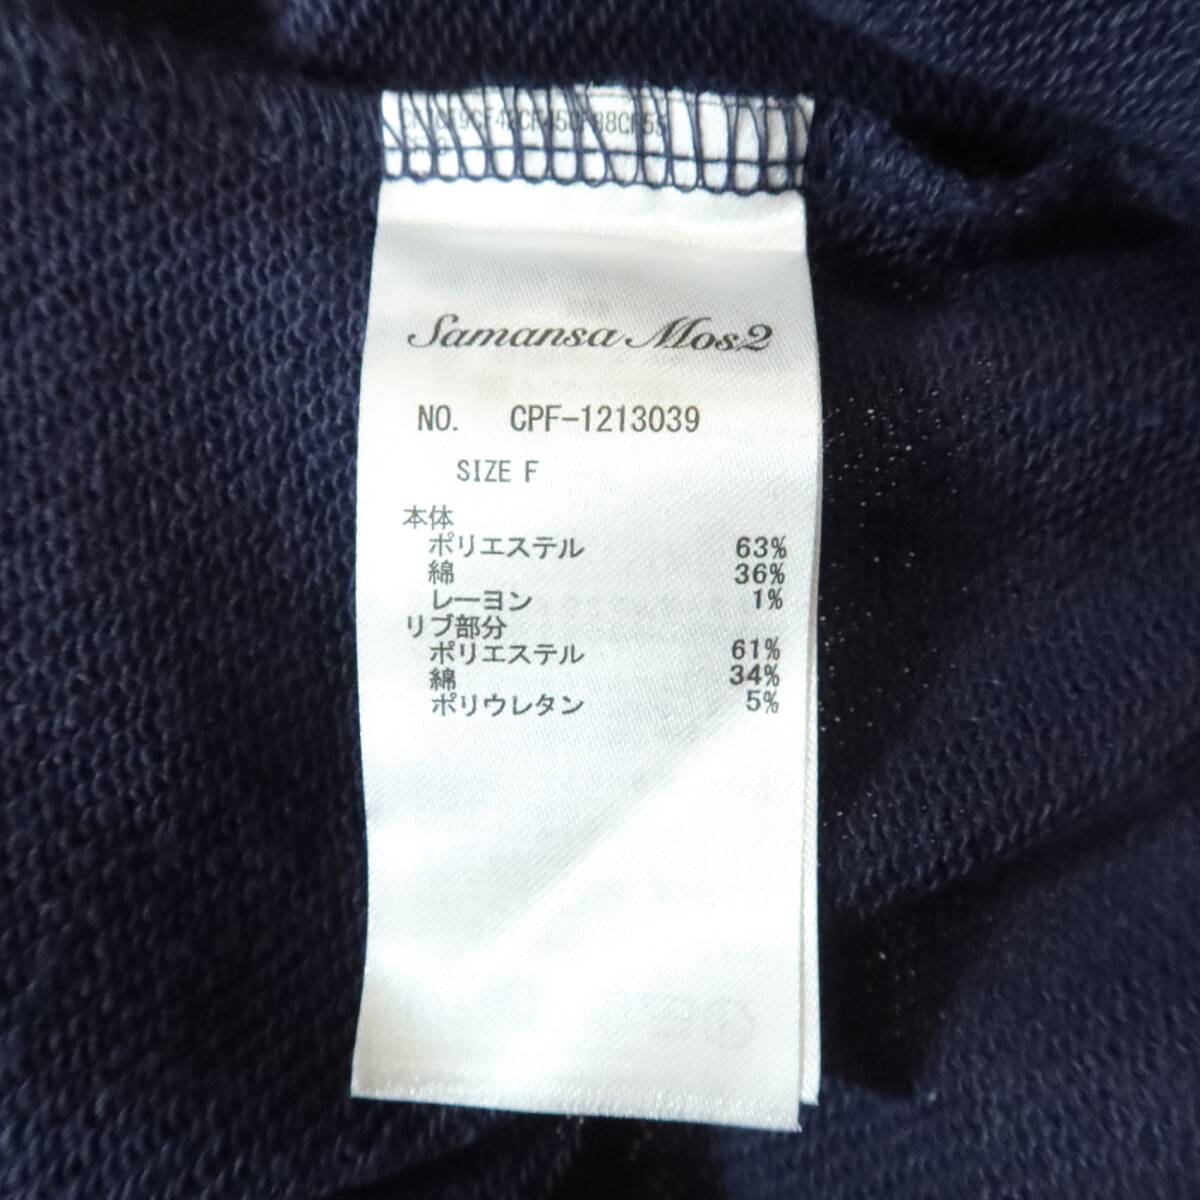 Samansa Mos2
NO. CPF-1213039
SIZE F
本体
ポリエステル 63%
綿 36%
レーヨン 1%
リブ部分
ポリエステル 61%
綿 34%
ポリウレタン 5%